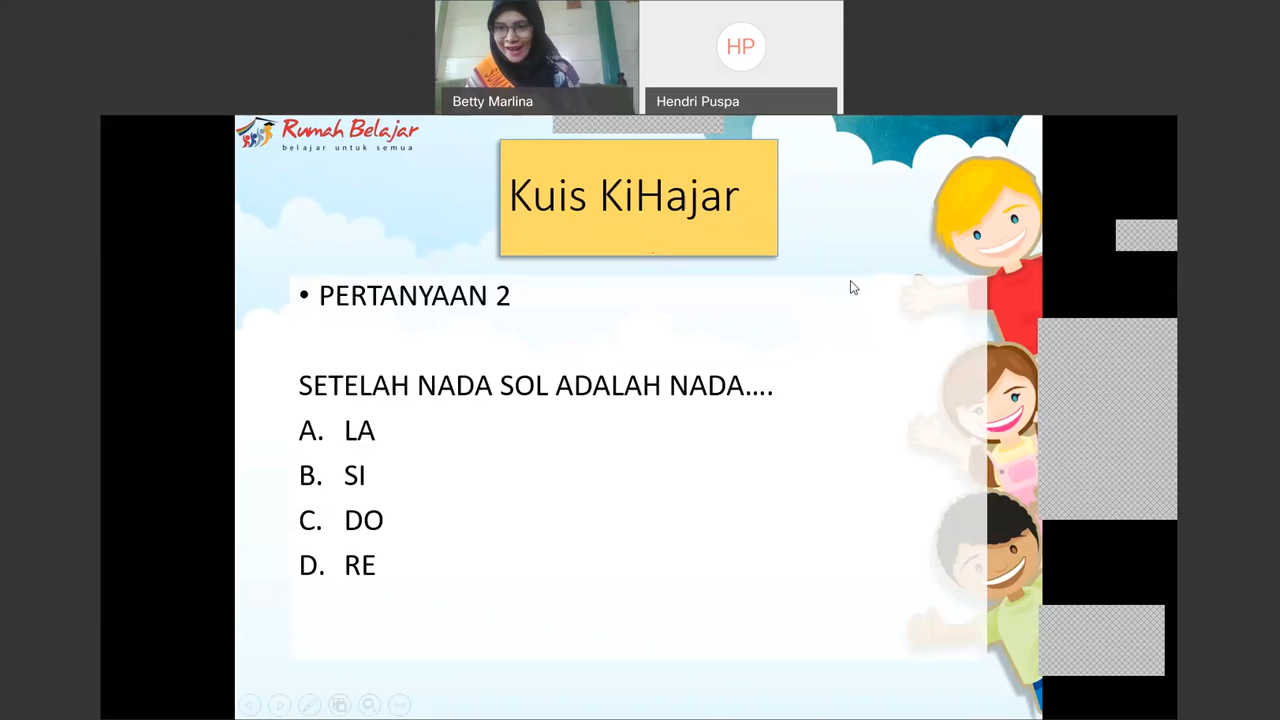 Betty Marlina
Hendri Puspa
HP
Rumah Belajar
belajar untuk semua
Kuis KiHajar
• PERTANYAAN 2
SETELAH NADA SOL ADALAH NADA....
A. LA
B. SI
C. DO
D. RE